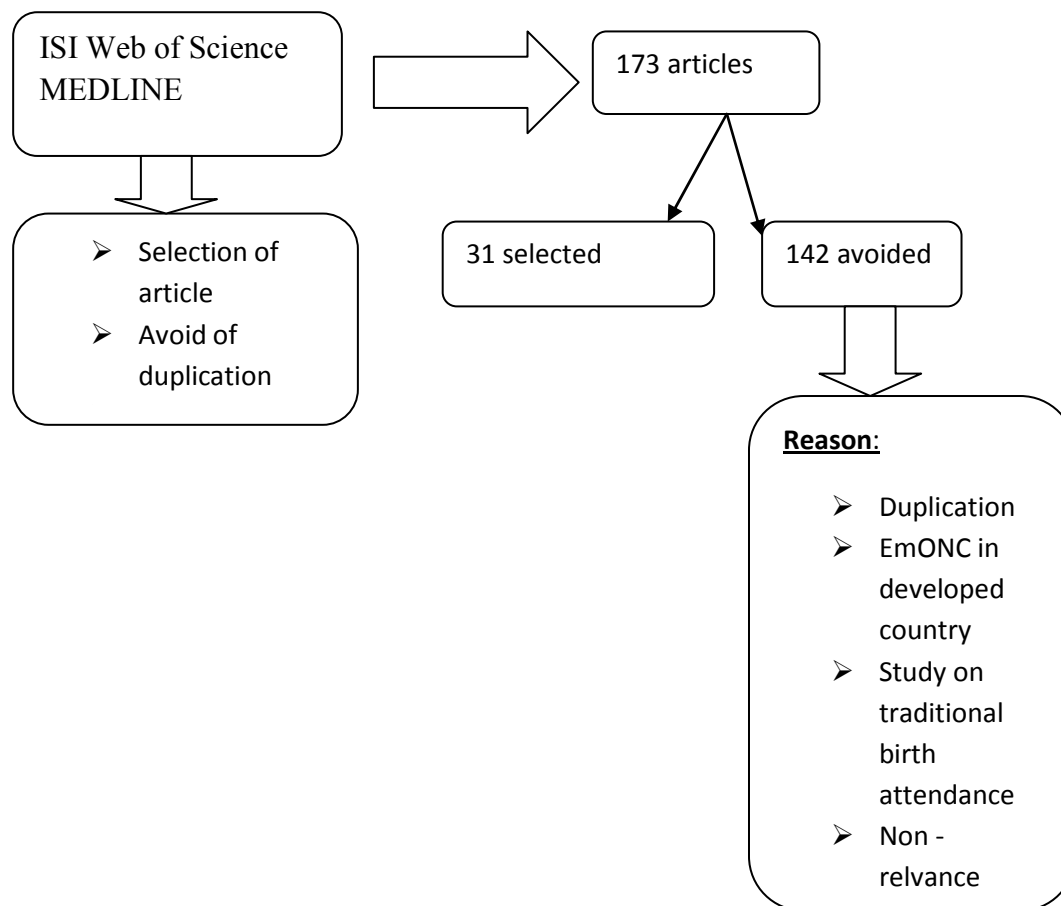 ISI Web of Science
MEDLINE
173 articles
➢ Selection of
article
➢ Avoid of
duplication
31 selected
142 avoided
Reason:
➢ Duplication
➢ EmONC in
developed
country
➢ Study on
traditional
birth
attendance
➢ Non -
relvance